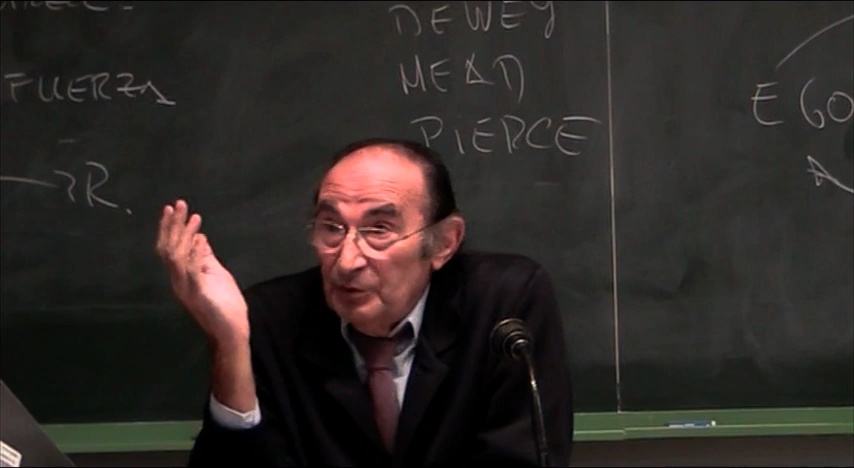 FUERZA
R.
DEWEY
MEAD
PIERCE
EGO
A